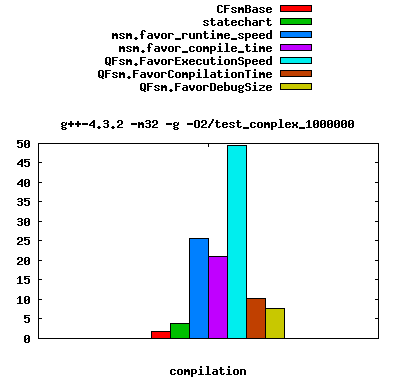 CFsmBase
statechart
msm.favor_runtime_speed
msm.favor_compile_time
QFsm.FavorExecutionSpeed
QFsm.FavorCompilationTime
QFsm.FavorDebugSize
g++-4.3.2 -m32 -g -O2/test_complex_1000000
50
45
40
35
30
25
20
15
10
5
0
compilation